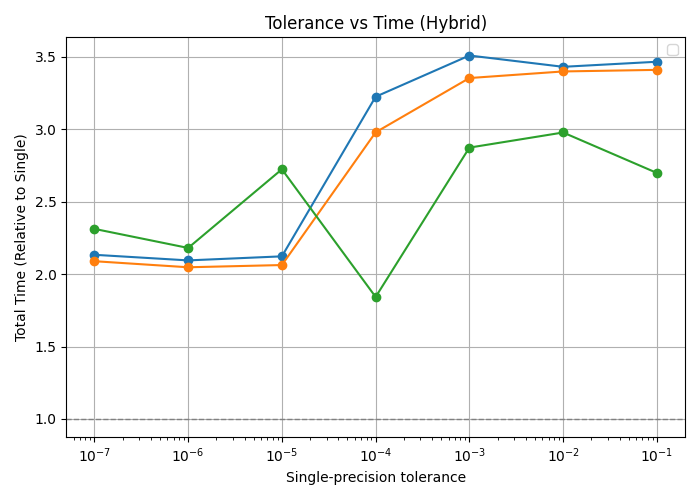 Tolerance vs Time (Hybrid)
Total Time (Relative to Single)
3.5
3.0
2.5
2.0
1.5
1.0
10⁻⁷ 10⁻⁶ 10⁻⁵ 10⁻⁴ 10⁻³ 10⁻² 10⁻¹
Single-precision tolerance